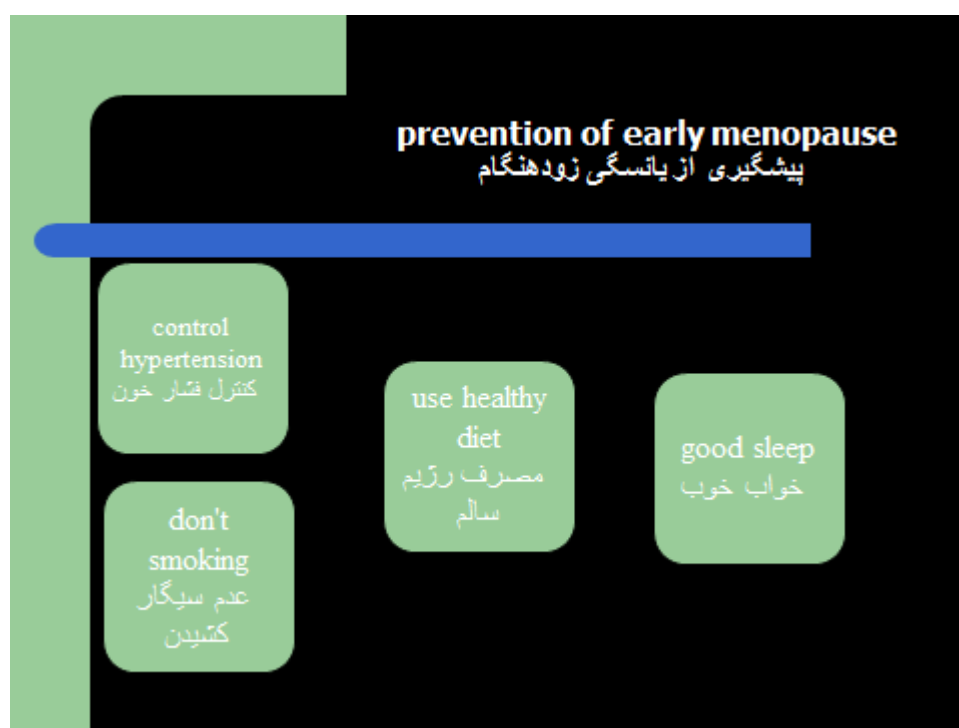 prevention of early menopause
پیشگیری از یائسگی زودهنگام
control
hypertension
کنترل فشار خون
don't
smoking
عدم سیگار
کشیدن
use healthy
diet
مصرف رژیم
سالم
good sleep
خواب خوب